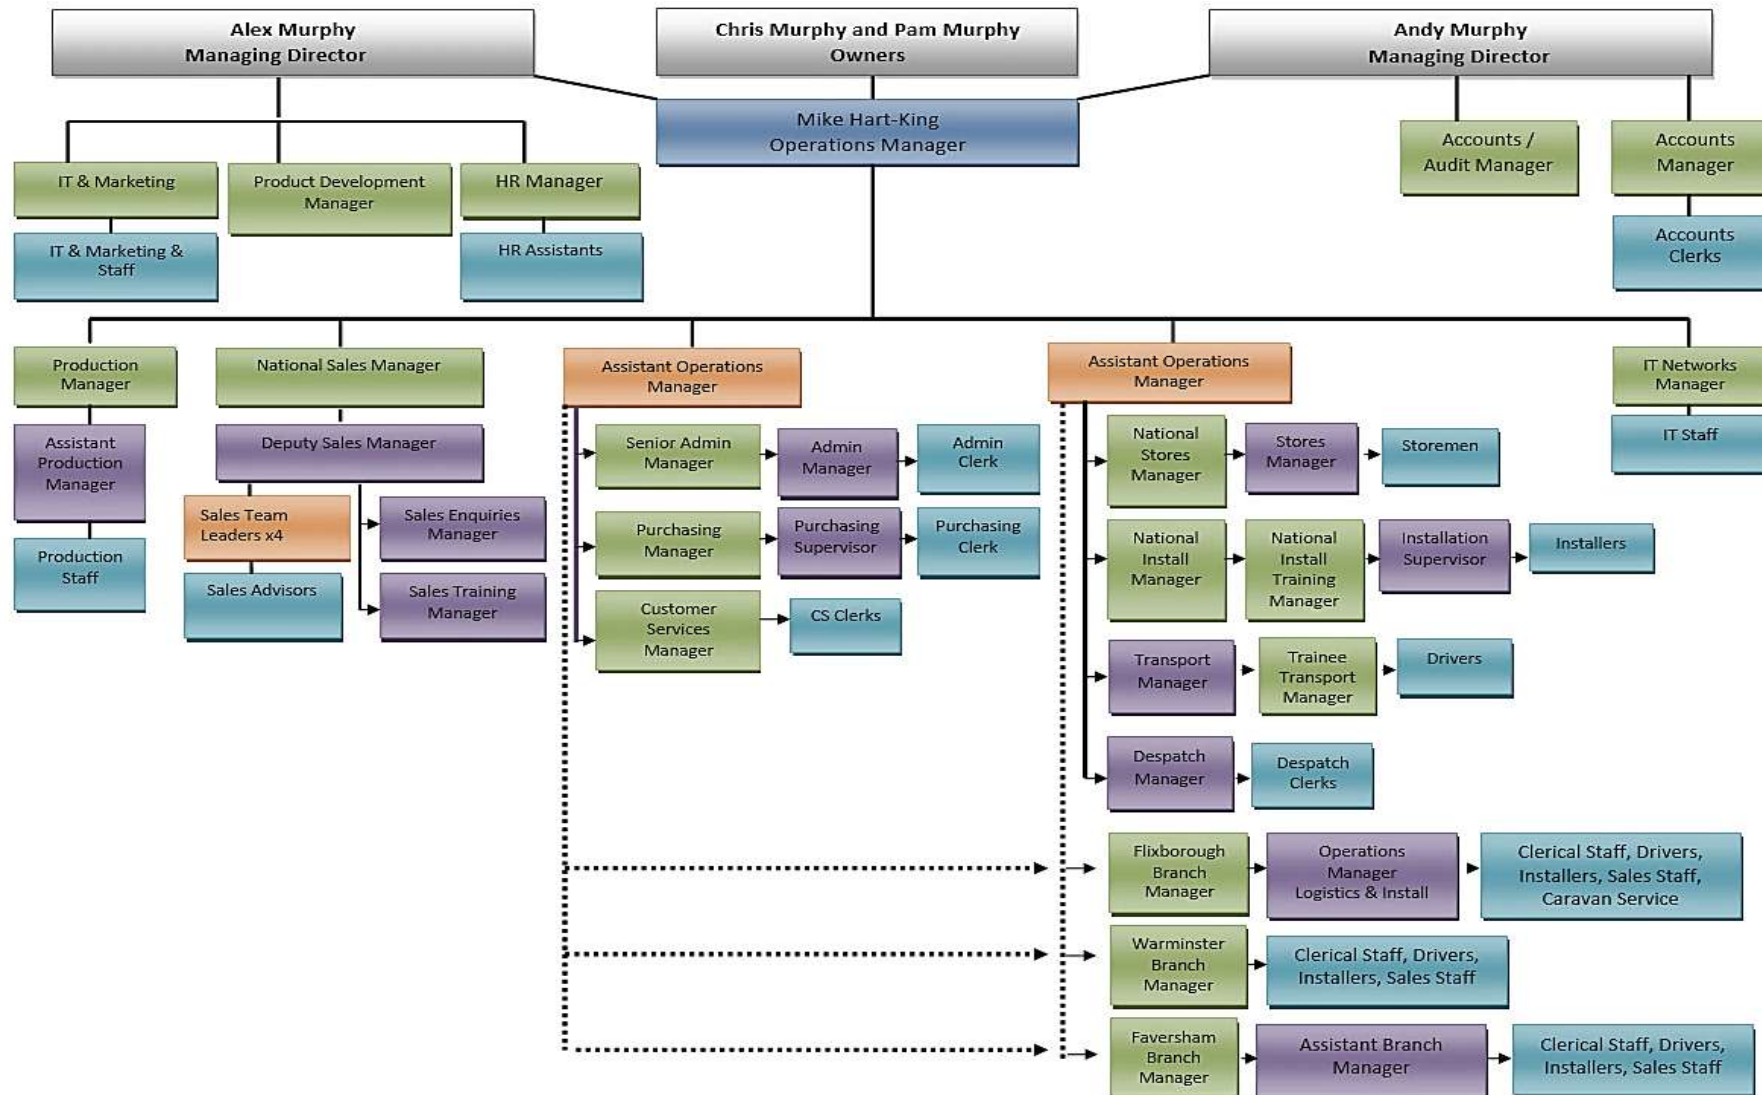 Alex Murphy
Managing Director
Chris Murphy and Pam Murphy
Owners
Andy Murphy
Managing Director
Mike Hart-King
Operations Manager
IT & Marketing
Product Development
Manager
HR Manager
Accounts /
Audit Manager
Accounts
Manager
IT & Marketing &
Staff
HR Assistants
Accounts
Clerks
Production
Manager
National Sales Manager
Assistant Operations
Manager
Assistant Operations
Manager
IT Networks
Manager
Assistant
Production
Manager
Deputy Sales Manager
Senior Admin
Manager
Admin
Manager
Admin
Clerk
National
Stores
Manager
Stores
Manager
Storemen
IT Staff
Sales Team
Leaders x4
Sales Enquiries
Manager
Purchasing
Manager
Purchasing
Supervisor
Purchasing
Clerk
National
Install
Manager
National
Install
Training
Manager
Installation
Supervisor
Installers
Production
Staff
Sales Advisors
Sales Training
Manager
Customer
Services
Manager
CS Clerks
Transport
Manager
Trainee
Transport
Manager
Drivers
Despatch
Manager
Despatch
Clerks
Flixborough
Branch
Manager
Operations
Manager
Logistics & Install
Clerical Staff, Drivers,
Installers, Sales Staff,
Caravan Service
Warminster
Branch
Manager
Clerical Staff, Drivers,
Installers, Sales Staff
Faversham
Branch
Manager
Assistant Branch
Manager
Clerical Staff, Drivers,
Installers, Sales Staff